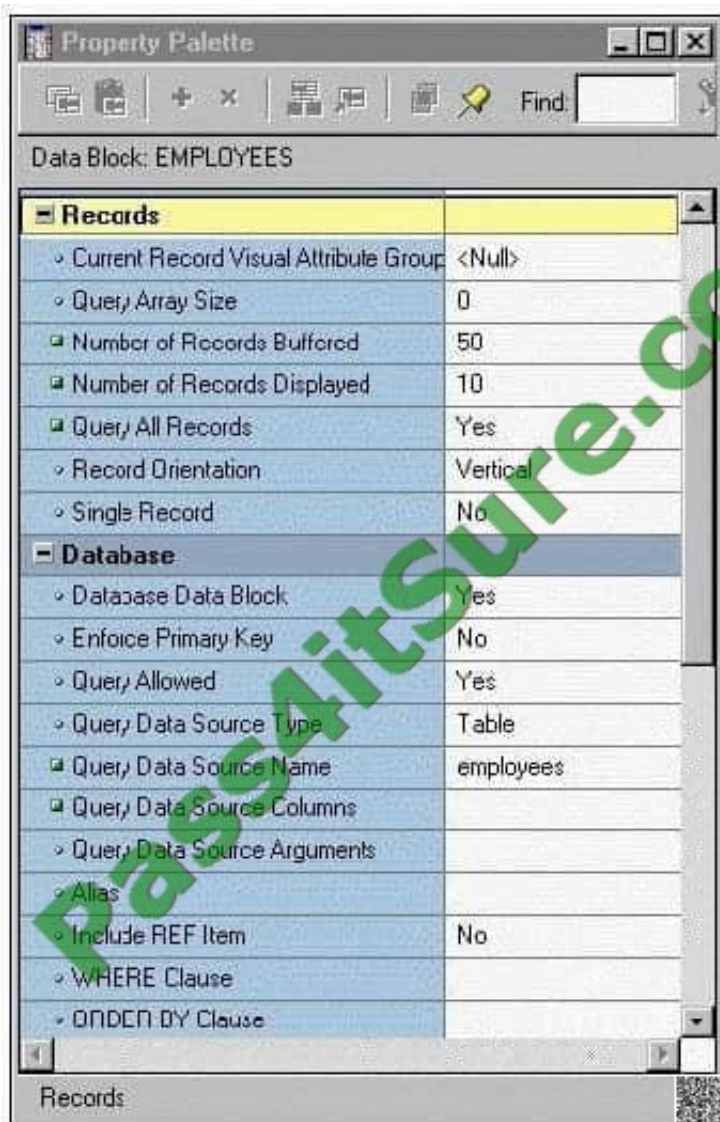 Property Palette
Find:
Data Block: EMPLOYEES
Records
Current Record Visual Attribute Group <Null>
Query Array Size 0
Number of Records Buffered 50
Number of Records Displayed 10
Query All Records Yes
Record Orientation Vertical
Single Record No
Database
Database Data Block Yes
Enforce Primary Key No
Query Allowed Yes
Query Data Source Type Table
Query Data Source Name employees
Query Data Source Columns
Query Data Source Arguments
Alias
Include REF Item No
WHERE Clause
ORDER BY Clause
Records
Pass4itSure.co